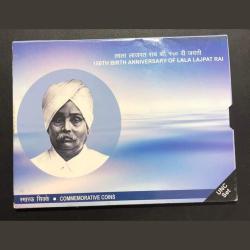 लाला लाजपत राय की १५० वीं जयंती
150TH BIRTH ANNIVERSARY OF LALA LAJPAT RAI
स्मारक सिक्के • COMMEMORATIVE COINS
UNC
Set